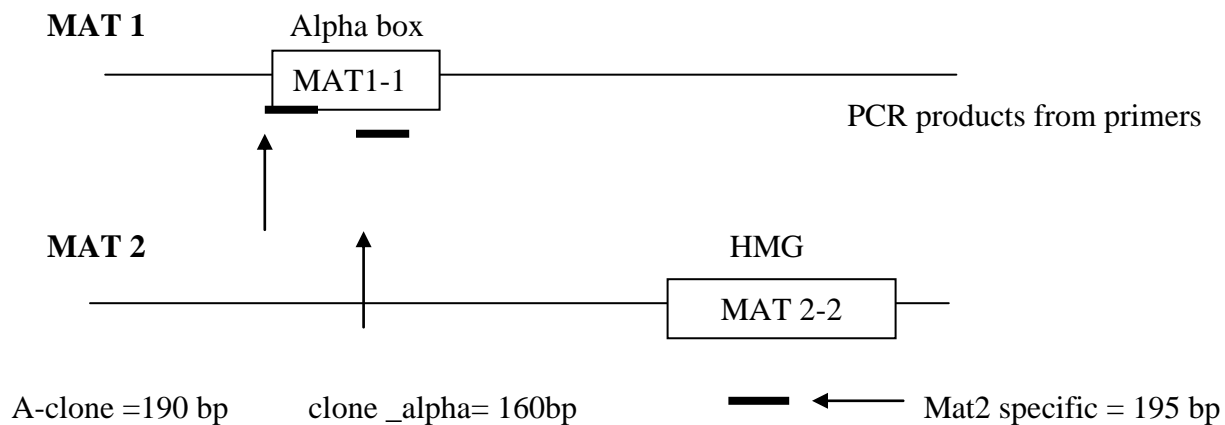 MAT 1
Alpha box
MAT1-1
PCR products from primers
MAT 2
HMG
MAT 2-2
A-clone =190 bp
clone _alpha= 160bp
Mat2 specific = 195 bp